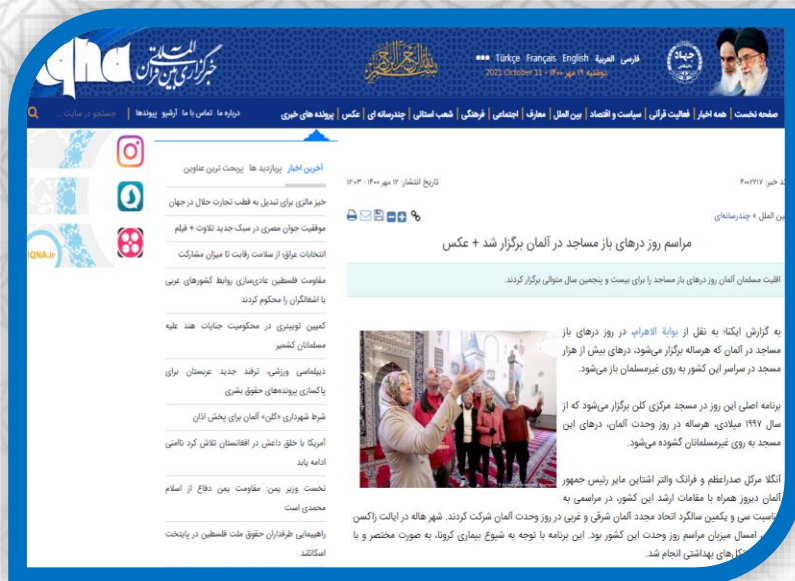 خبرگزاری بین المللی قرآن
فارسی العربیة English Français Türkçe
دوشنبه ۱۹ مهر ۱۴۰۰ - 2021 October 11
جهاد
صفحه نخست | همه اخبار | فعالیت قرآنی | سیاست و اقتصاد | بین الملل | معارف | اجتماعی | فرهنگی | شعب استانی | چندرسانه ای | عکس | پرونده های خبری
درباره ما تماس با ما آرشیو پیوندها
جستجو در سایت ...
خبر: ۴۰۰۲۲۱۷
تاریخ انتشار: ۱۲ مهر ۱۴۰۰ - ۱۲:۰۳
الملل » چندرسانه‌ای
مراسم روز درهای باز مساجد در آلمان برگزار شد + عکس
اقلیت مسلمان آلمان روز درهای باز مساجد را برای بیست و پنجمین سال متوالی برگزار کردند.
به گزارش ایکنا؛ به نقل از بوابة الاهرام، در روز درهای باز
مساجد در آلمان که هرساله برگزار می‌شود، درهای بیش از هزار
مسجد در سراسر این کشور به روی غیرمسلمانان باز می‌شود.
برنامه اصلی این روز در مسجد مرکزی کلن برگزار می‌شود که از
سال ۱۹۹۷ میلادی، هرساله در روز وحدت آلمان، درهای این
مسجد به روی غیرمسلمانان گشوده می‌شود.
آنگلا مرکل صدراعظم و فرانک والتر اشتاین مایر رئیس جمهور
آلمان دیروز همراه با مقامات ارشد این کشور، در مراسمی به
سی و یکمین سالگرد اتحاد مجدد آلمان شرقی و غربی در روز وحدت آلمان شرکت کردند. شهر هاله در ایالت زاکسن
امسال میزبان مراسم روز وحدت این کشور بود. این برنامه با توجه به شیوع بیماری کرونا، به صورت مختصر و با
بهداشتی انجام شد.
آخرین اخبار پربازدید ها پربحث ترین عناوین
خیز مالزی برای تبدیل به قطب تجارت حلال در جهان
موفقیت جوان مصری در سبک جدید تلاوت + فیلم
انتخابات عراق؛ از سلامت رقابت تا میزان مشارکت
مقاومت فلسطین عادی‌سازی روابط کشورهای عربی
با اشغالگران را محکوم کردند
کمپین توییتری در محکومیت جنایات هند علیه
مسلمانان کشمیر
دیپلماسی ورزشی، ترفند جدید عربستان برای
پاکسازی پرونده‌های حقوق بشری
شرط شهرداری «کلن» آلمان برای پخش اذان
آمریکا با خلق داعش در افغانستان تلاش کرد ناامنی
ادامه یابد
نخست وزیر یمن: مقاومت یمن دفاع از اسلام
محمدی است
راهپیمایی طرفداران حقوق ملت فلسطین در پایتخت
اسکاتلند
IQNA.ir